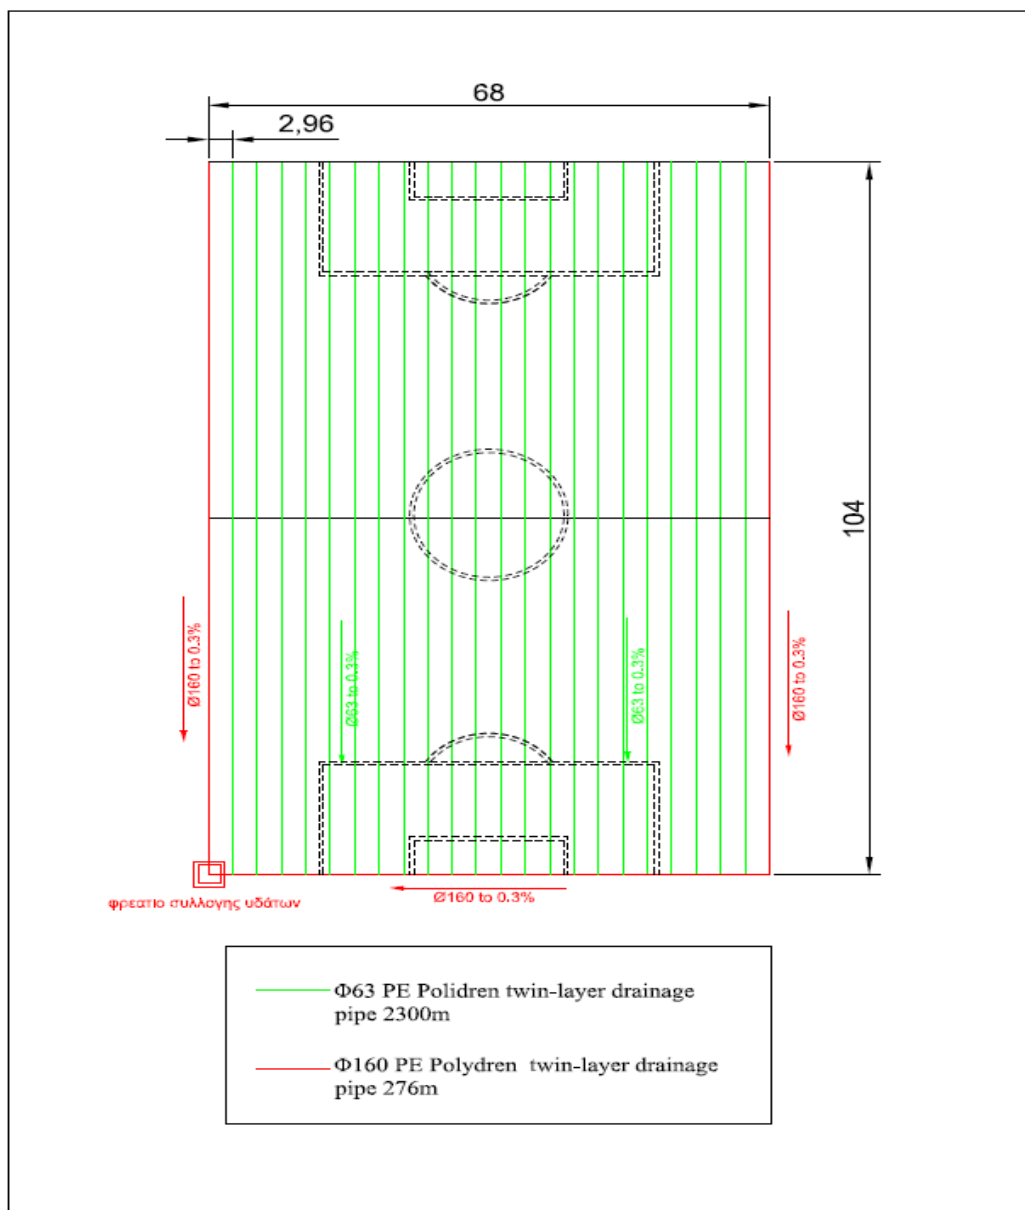 68
2,96
104
Ø160 to 0.3%
Ø63 to 0.3%
Ø63 to 0.3%
Ø160 to 0.3%
Ø160 to 0.3%
φρεατιο συλλογης υδάτων
Φ63 PE Polidren twin-layer drainage
pipe 2300m
Φ160 PE Polydren twin-layer drainage
pipe 276m